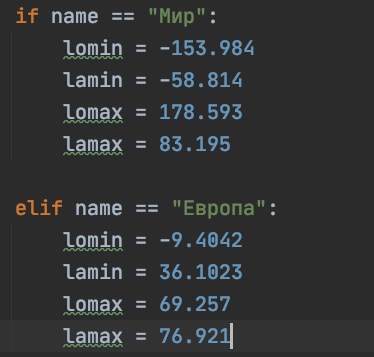 if name == "Мир":
    lomin = -153.984
    lamin = -58.814
    lomax = 178.593
    lamax = 83.195

elif name == "Европа":
    lomin = -9.4042
    lamin = 36.1023
    lomax = 69.257
    lamax = 76.921